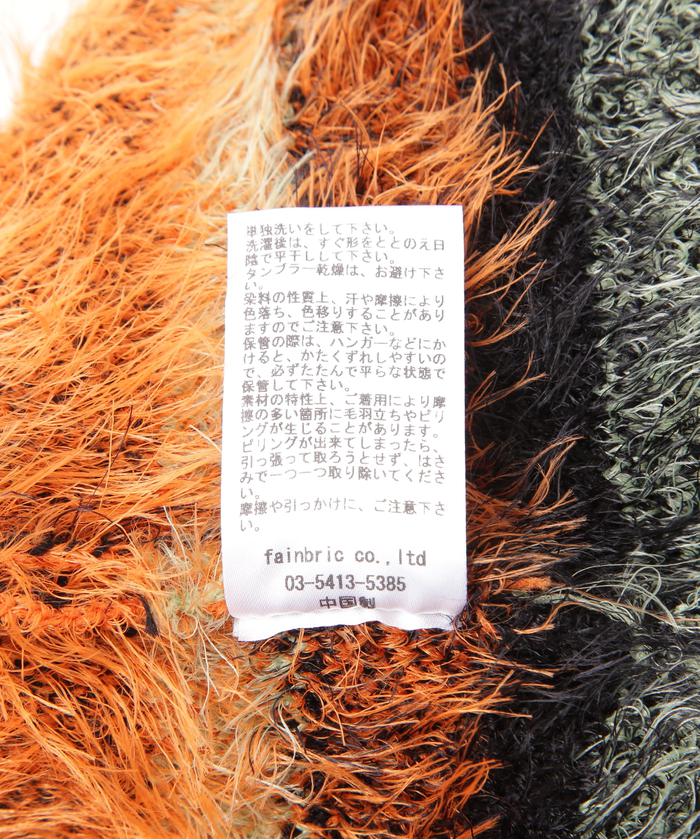 単独洗いをして下さい。
洗濯後は、すぐ形をととのえ日
陰で平干しして下さい。
タンブラー乾燥は、お避け下さ
い。
染料の性質上、汗や摩擦により
色落ち、色移りすることがあり
ますのでご注意下さい。
保管の際は、ハンガーなどにか
けると、かたくずれしやすいの
で、必ずたたんで平らな状態で
保管して下さい。
素材の特性上、ご着用により摩
擦の多い箇所に毛羽立ちやピリ
ングが生じることがあります。
ピリングが出来てしまったら、
引っ張って取ろうとせず、はさ
みで一つ一つ取り除いてくださ
い。
摩擦や引っかけに、ご注意下さ
い。
fainbric co.,ltd
03-5413-5385
中国製